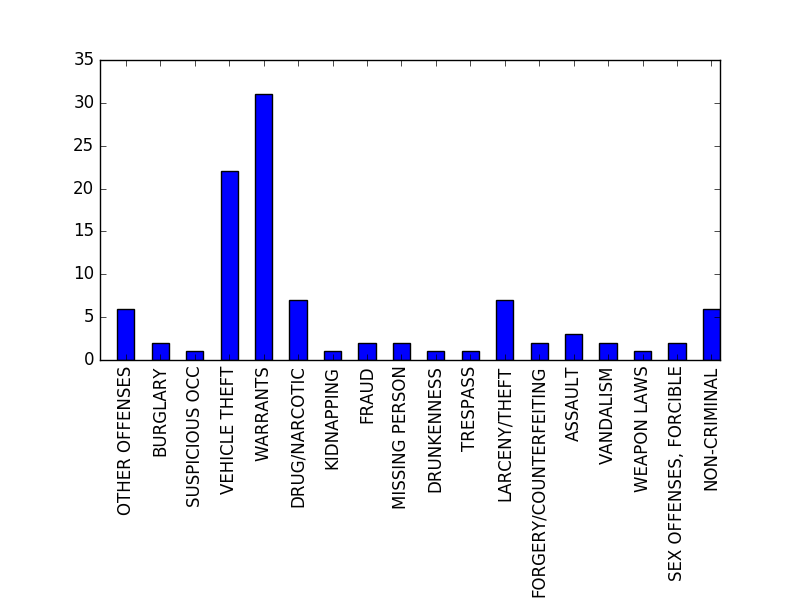 35
30
25
20
15
10
5
0
OTHER OFFENSES
BURGLARY
SUSPICIOUS OCC
VEHICLE THEFT
WARRANTS
DRUG/NARCOTIC
KIDNAPPING
FRAUD
MISSING PERSON
DRUNKENNESS
TRESPASS
LARCENY/THEFT
FORGERY/COUNTERFEITING
ASSAULT
VANDALISM
WEAPON LAWS
SEX OFFENSES, FORCIBLE
NON-CRIMINAL